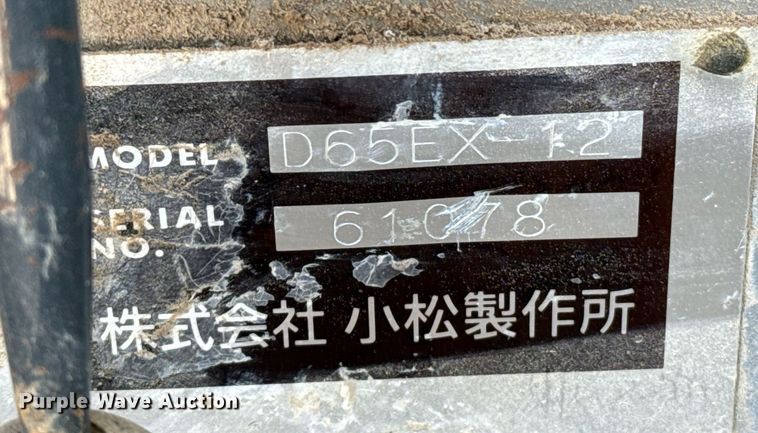 MODEL D65EX-12
SERIAL NO. 61078
株式会社 小松製作所
Purple Wave Auction